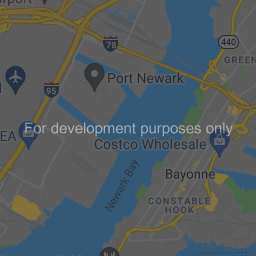 irport
78
440
GREEN
Port Newark
95
EA
For development purposes only
Costco Wholesale
Newark Bay
Bayonne
CONSTABLE
HOOK